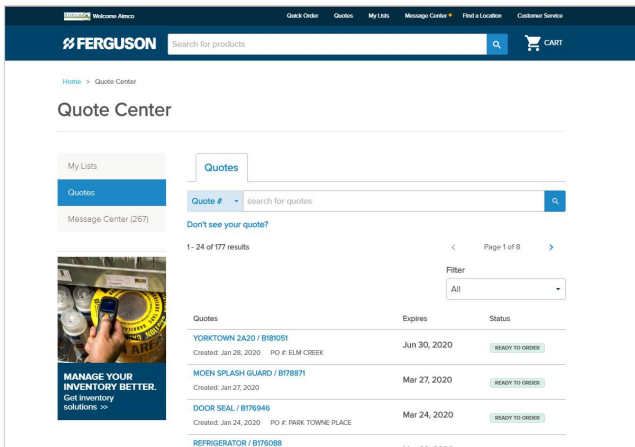 Welcome Aimco
Quick Order
Quotes
My Lists
Message Center
Find a Location
Customer Service
FERGUSON
Search for products
CART
Home > Quote Center
Quote Center
My Lists
Quotes
Message Center (267)
MANAGE YOUR
INVENTORY BETTER.
Get inventory
solutions >>
Quotes
Quote # search for quotes
Don't see your quote?
1 - 24 of 177 results
< Page 1 of 8 >
Filter
All
Quotes Expires Status
YORKTOWN 2A20 / B181051
Created: Jan 28, 2020 PO #: ELM CREEK
Jun 30, 2020
READY TO ORDER
MOEN SPLASH GUARD / B178871
Created: Jan 27, 2020
Mar 27, 2020
READY TO ORDER
DOOR SEAL / B176946
Created: Jan 24, 2020 PO #: PARK TOWNE PLACE
Mar 24, 2020
READY TO ORDER
REFRIGERATOR / B176088